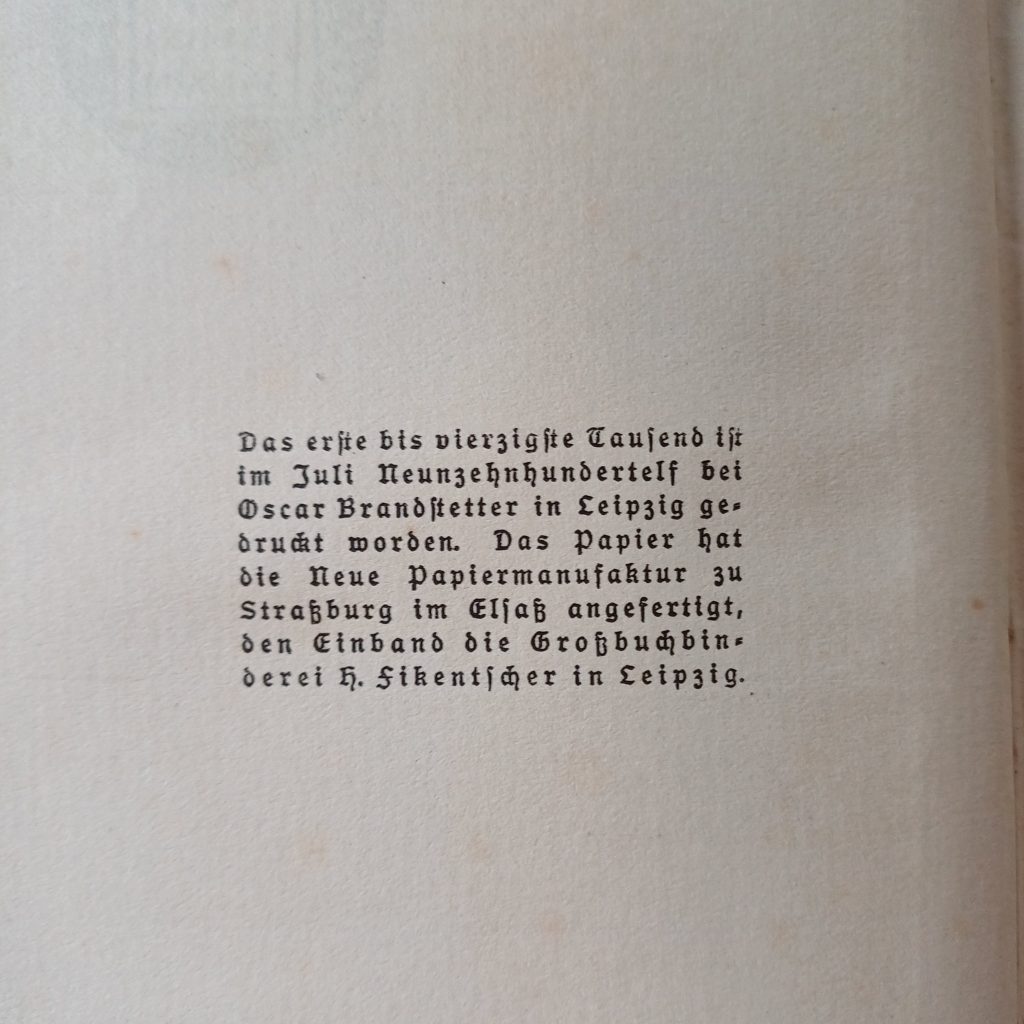 Das erſte bis vierzigſte Tauſend iſt
im Juli Neunzehnhundertelf bei
Oscar Brandſtetter in Leipzig ge⸗
druckt worden. Das Papier hat
die Neue Papiermanufaktur zu
Straßburg im Elſaß angefertigt,
den Einband die Großbuchbin⸗
derei H. Fikentſcher in Leipzig.